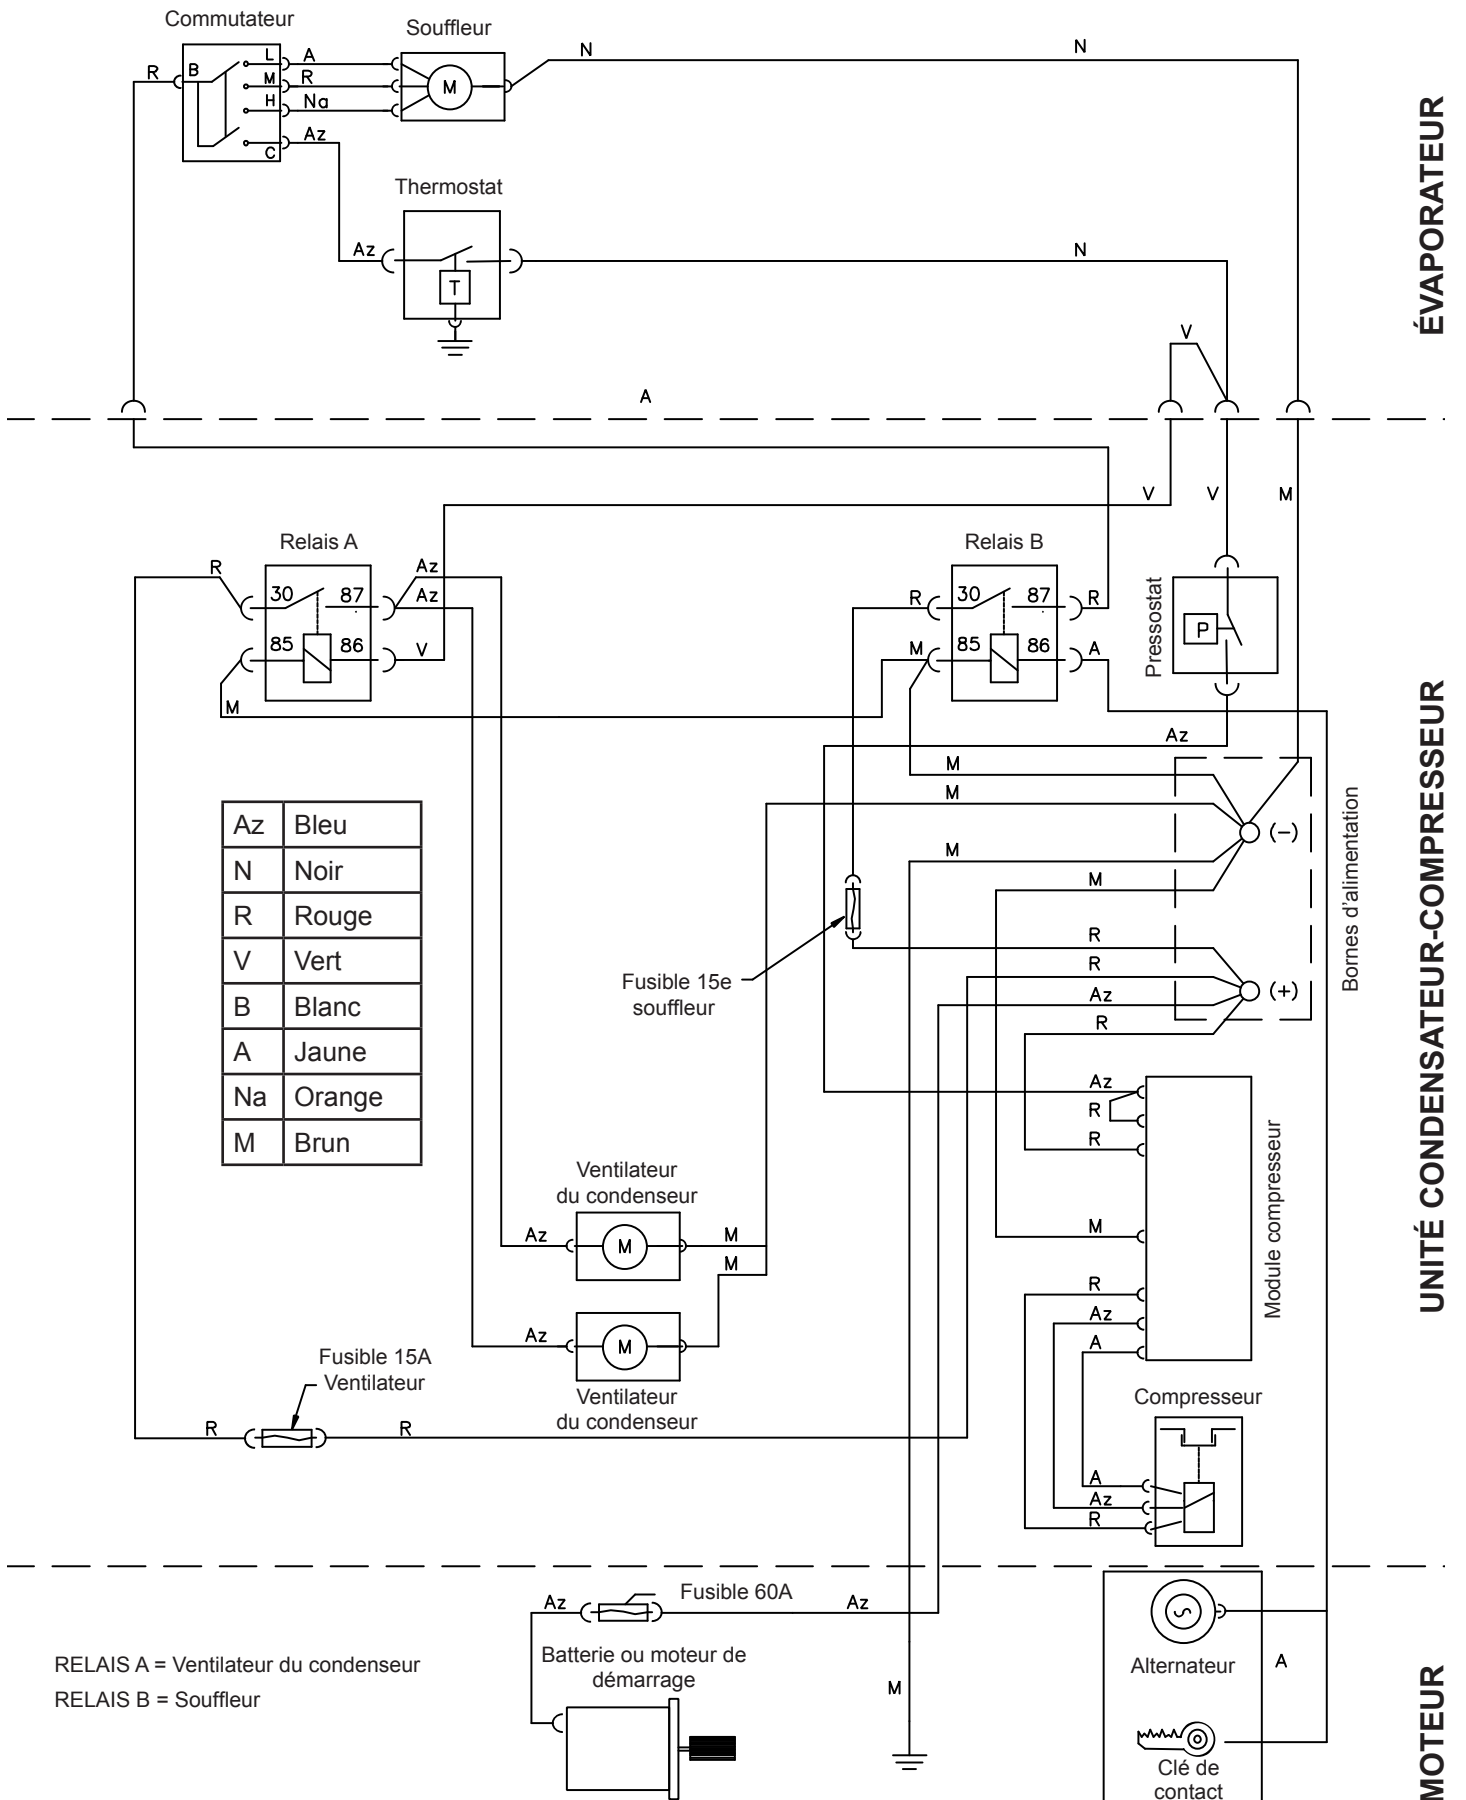 Commutateur
Souffleur
N
N
R
B
L
A
M
R
H
Na
C
Az
M
ÉVAPORATEUR
Thermostat
Az
T
N
V
A
V
V
M
Relais A
Relais B
R
30
87
Az
Az
85
86
V
M
R
30
87
R
M
85
86
A
Pressostat
P
Az
M
M
M
M
(-)
Bornes d'alimentation
R
R
Az
R
(+)
UNITÉ CONDENSATEUR-COMPRESSEUR
Az Bleu
N Noir
R Rouge
V Vert
B Blanc
A Jaune
Na Orange
M Brun
Fusible 15e
souffleur
Az
R
R
M
R
Az
A
Module compresseur
Ventilateur
du condenseur
Az
M
M
M
Az
M
Ventilateur
du condenseur
Fusible 15A
Ventilateur
R
R
Compresseur
A
Az
R
Az
Fusible 60A
Az
Batterie ou moteur de
démarrage
M
Alternateur
A
Clé de
contact
RELAIS A = Ventilateur du condenseur
RELAIS B = Souffleur
MOTEUR